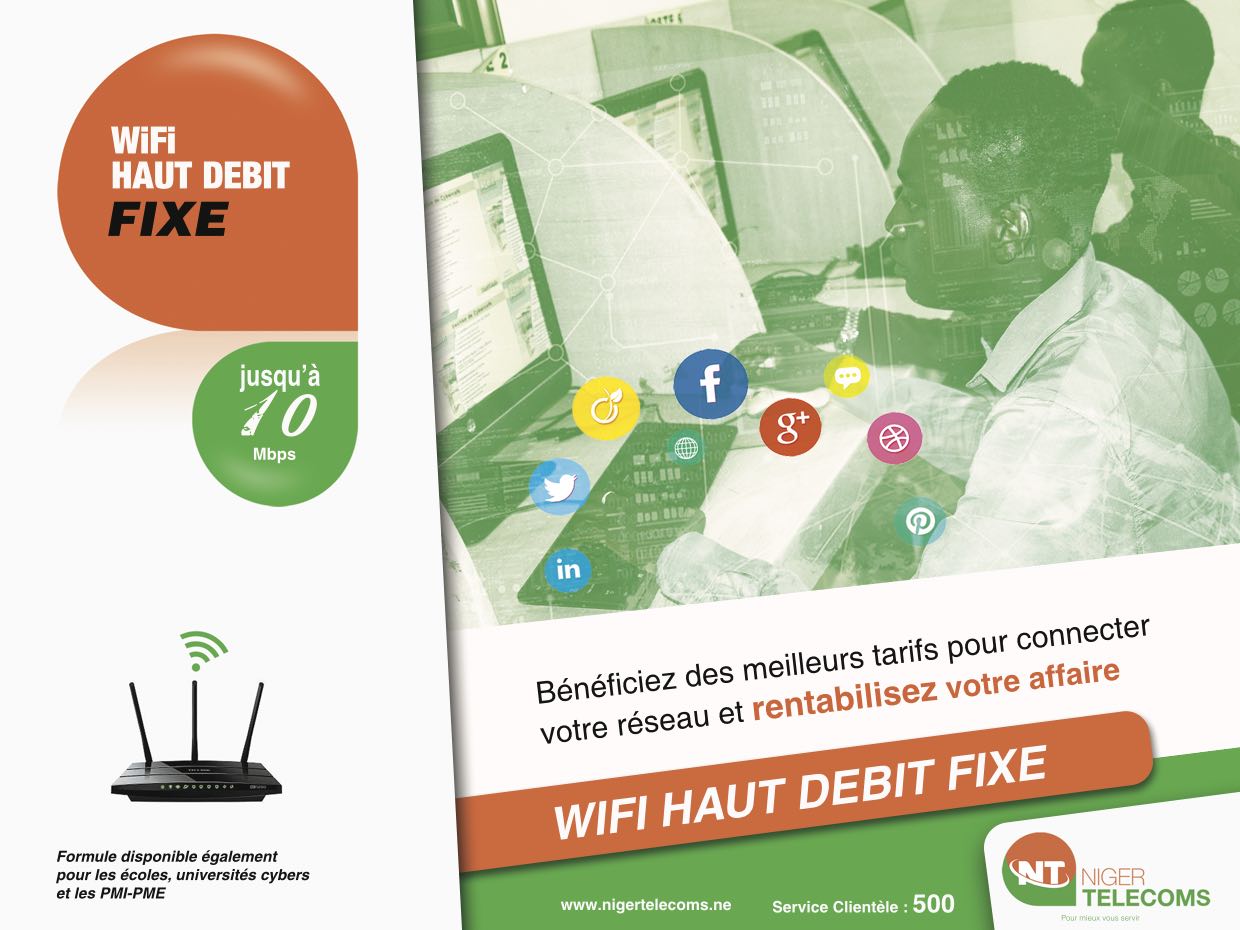 WiFi
HAUT DEBIT
FIXE
jusqu'à
10
Mbps
Formule disponible également
pour les écoles, universités cybers
et les PMI-PME
2
f
g+
in
Bénéficiez des meilleurs tarifs pour connecter
votre réseau et rentabilisez votre affaire
WIFI HAUT DEBIT FIXE
www.nigertelecoms.ne
Service Clientèle : 500
NT
NIGER
TELECOMS
Pour mieux vous servir